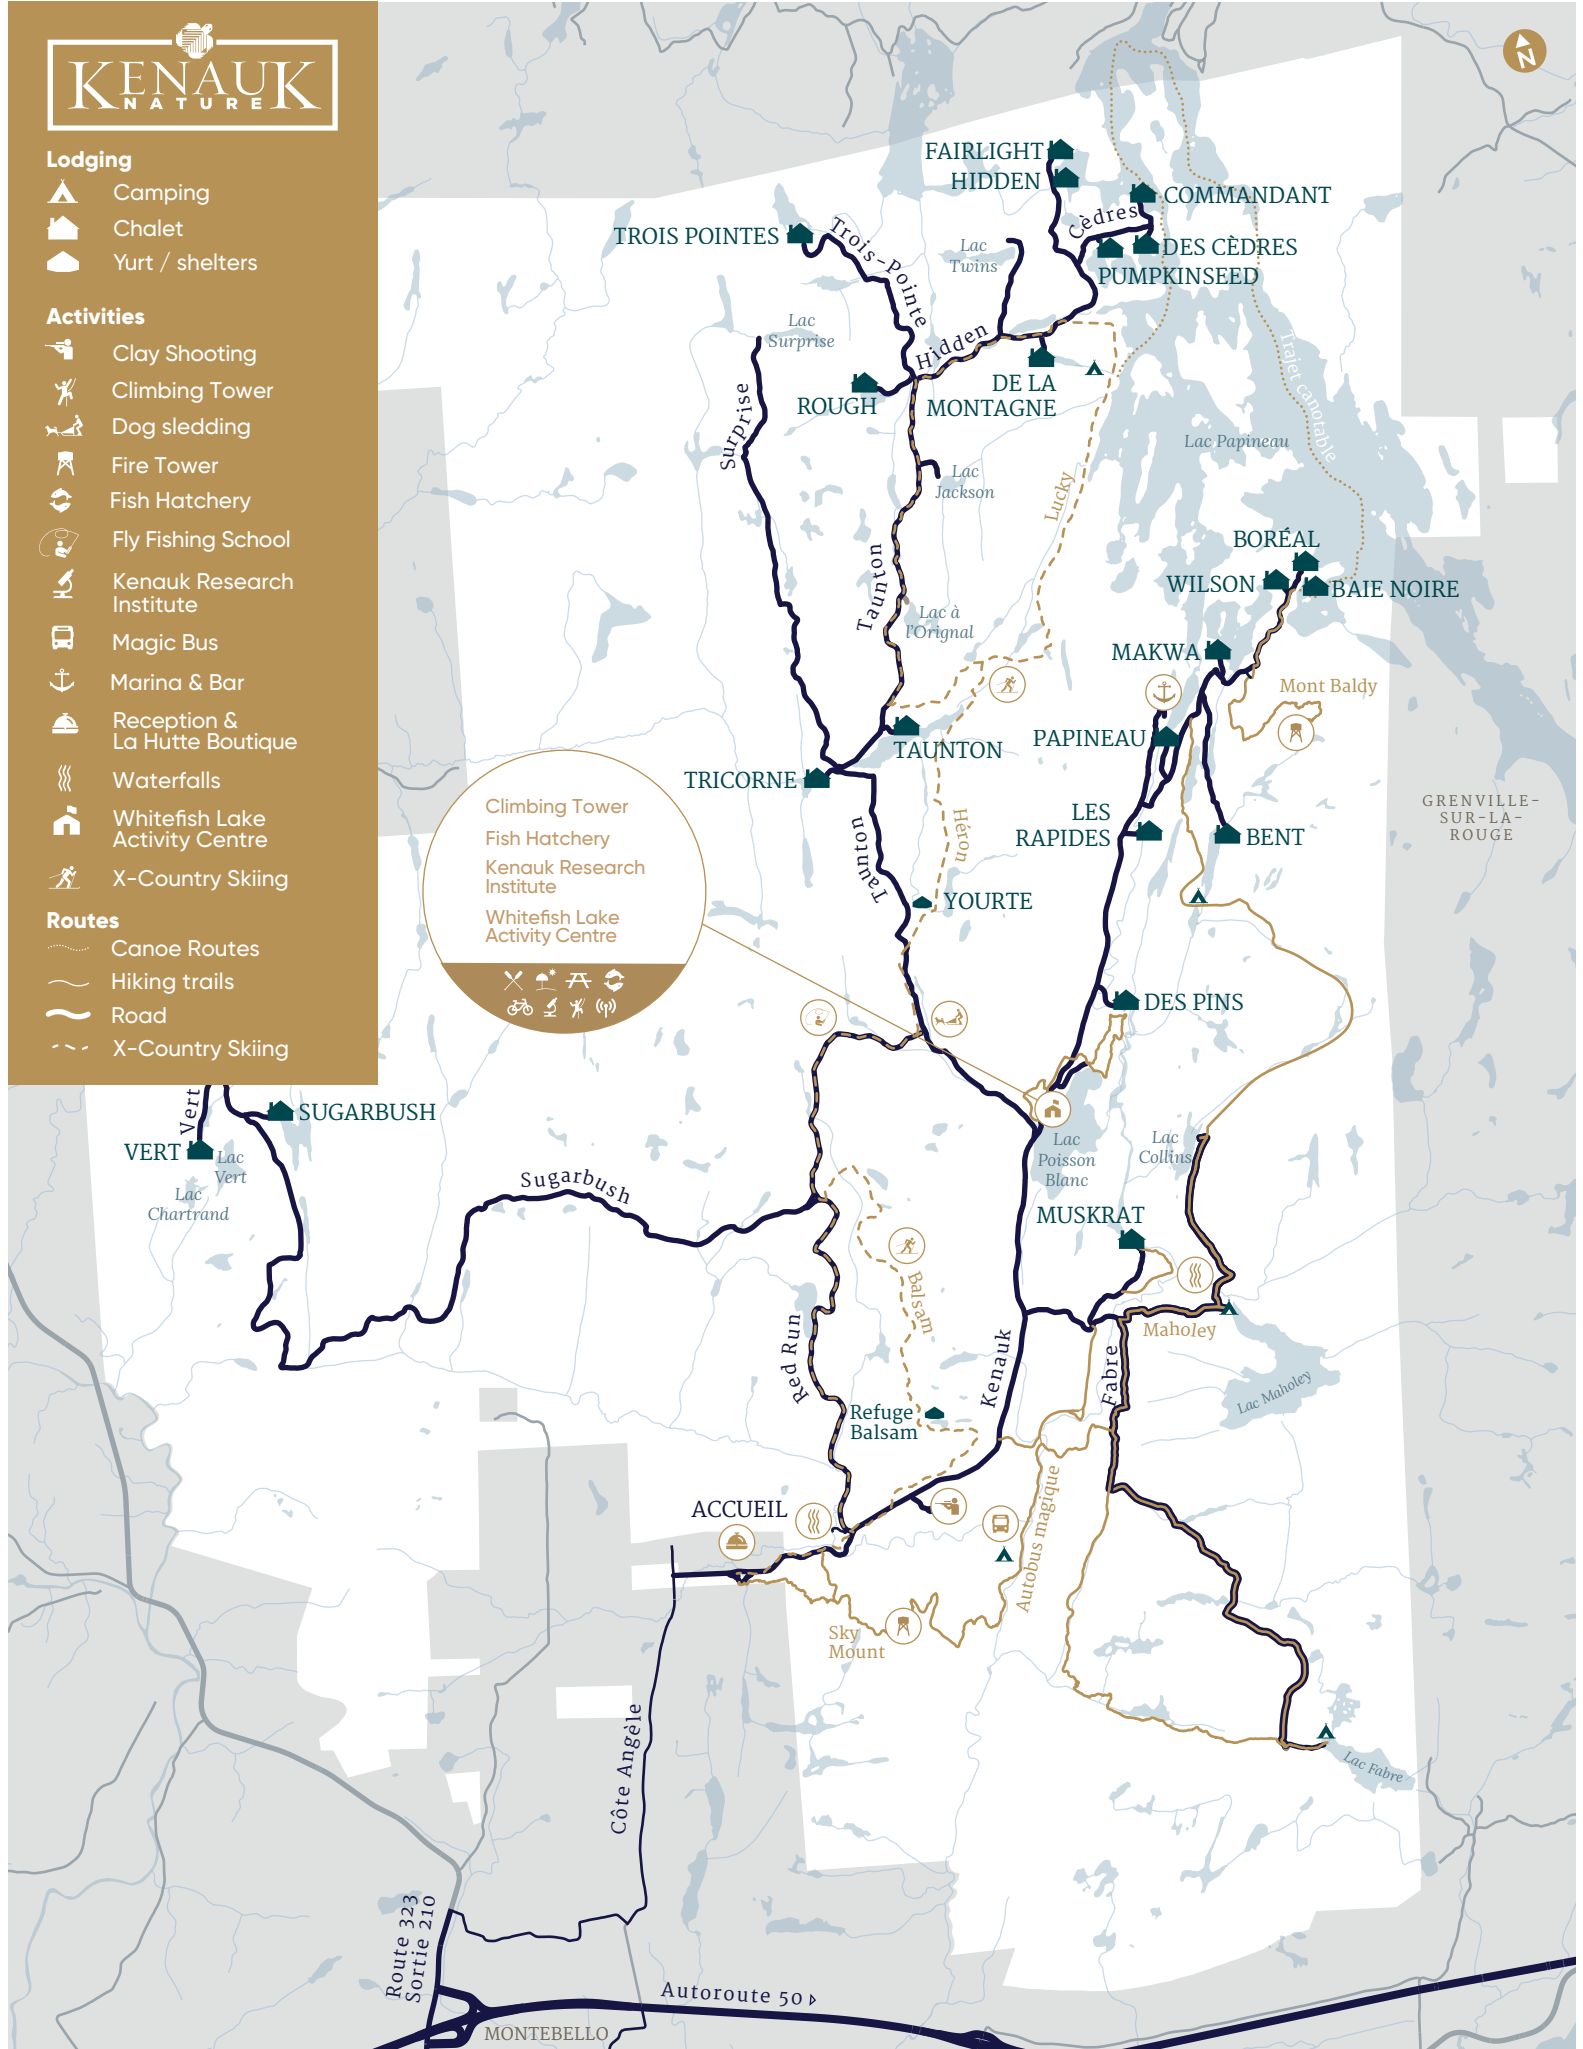 KENAUK
NATURE
Lodging
Camping
Chalet
Yurt / shelters
Activities
Clay Shooting
Climbing Tower
Dog sledding
Fire Tower
Fish Hatchery
Fly Fishing School
Kenauk Research
Institute
Magic Bus
Marina & Bar
Reception &
La Hutte Boutique
Waterfalls
Whitefish Lake
Activity Centre
X-Country Skiing
Routes
Canoe Routes
Hiking trails
Road
X-Country Skiing
N
FAIRLIGHT
HIDDEN
COMMANDANT
Cèdres
DES CÈDRES
PUMPKINSEED
TROIS POINTES
Trois-Pointe
Lac
Twins
Lac
Surprise
Hidden
DE LA
MONTAGNE
ROUGH
Surprise
Trajet canotable
Lac Papineau
Lac
Jackson
Lucky
Taunton
Lac à
l'Orignal
BORÉAL
WILSON
BAIE NOIRE
MAKWA
Mont Baldy
PAPINEAU
TAUNTON
TRICORNE
LES
RAPIDES
BENT
GRENVILLE-
SUR-LA-
ROUGE
Héron
Taunton
YOURTE
Climbing Tower
Fish Hatchery
Kenauk Research
Institute
Whitefish Lake
Activity Centre
DES PINS
Vert
SUGARBUSH
VERT
Lac
Vert
Lac
Chartrand
Sugarbush
Lac
Poisson
Blanc
Lac
Collins
MUSKRAT
Balsam
Maholey
Red Run
Kenauk
Fabre
Lac Maholey
Refuge
Balsam
ACCUEIL
Autobus magique
Sky
Mount
Côte Angèle
Lac Fabre
Route 323
Sortie 210
Autoroute 50
MONTEBELLO